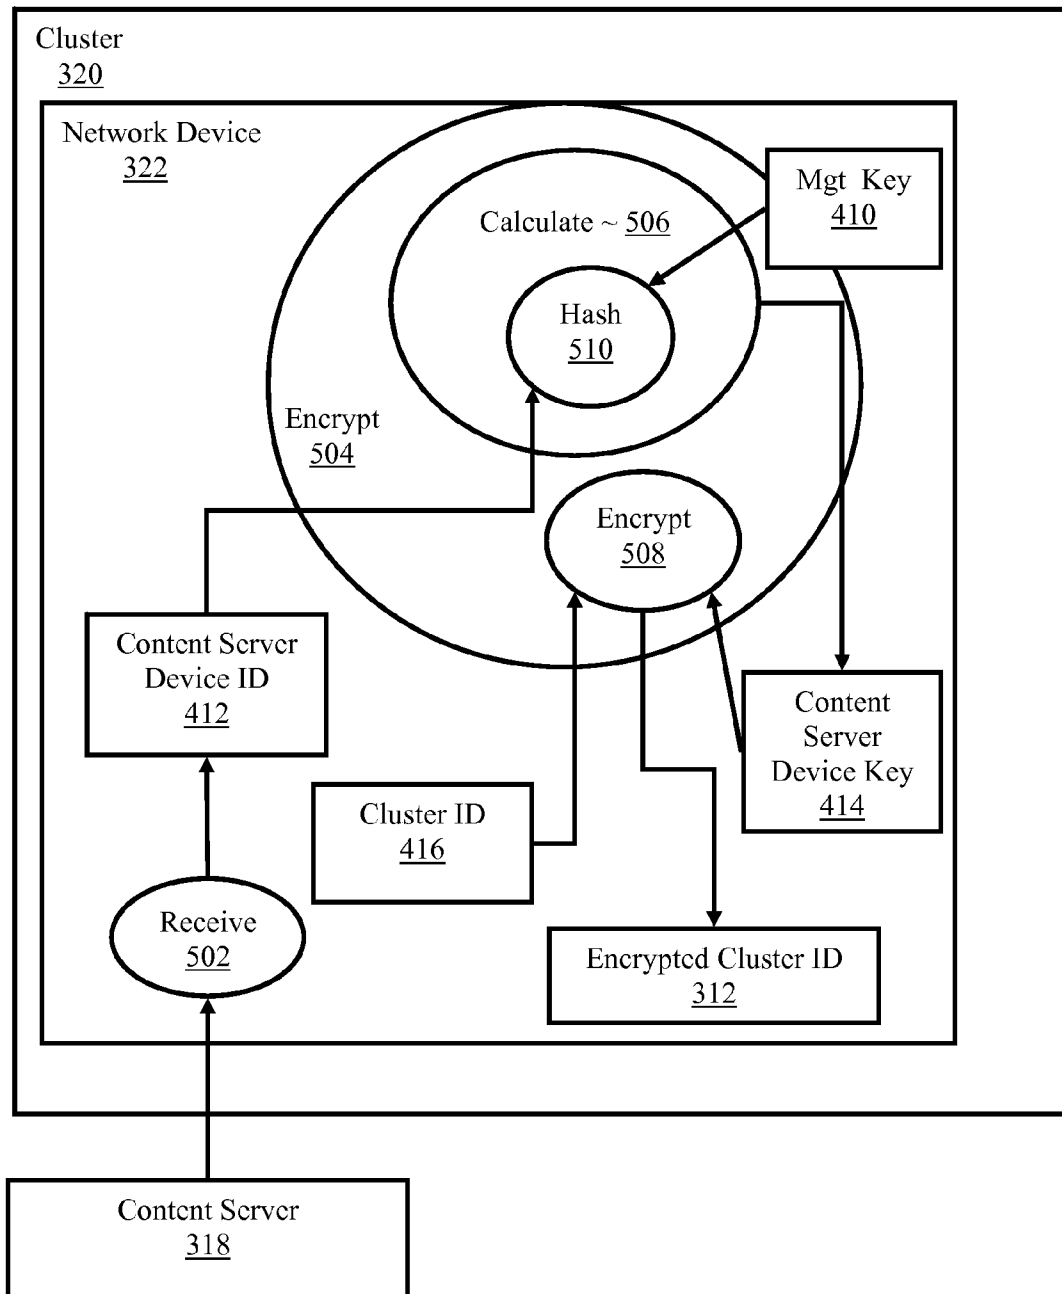 Cluster
320
Network Device
322
Mgt Key
410
Calculate ~ 506
Hash
510
Encrypt
504
Encrypt
508
Content Server
Device ID
412
Content
Server
Device Key
414
Cluster ID
416
Receive
502
Encrypted Cluster ID
312
Content Server
318